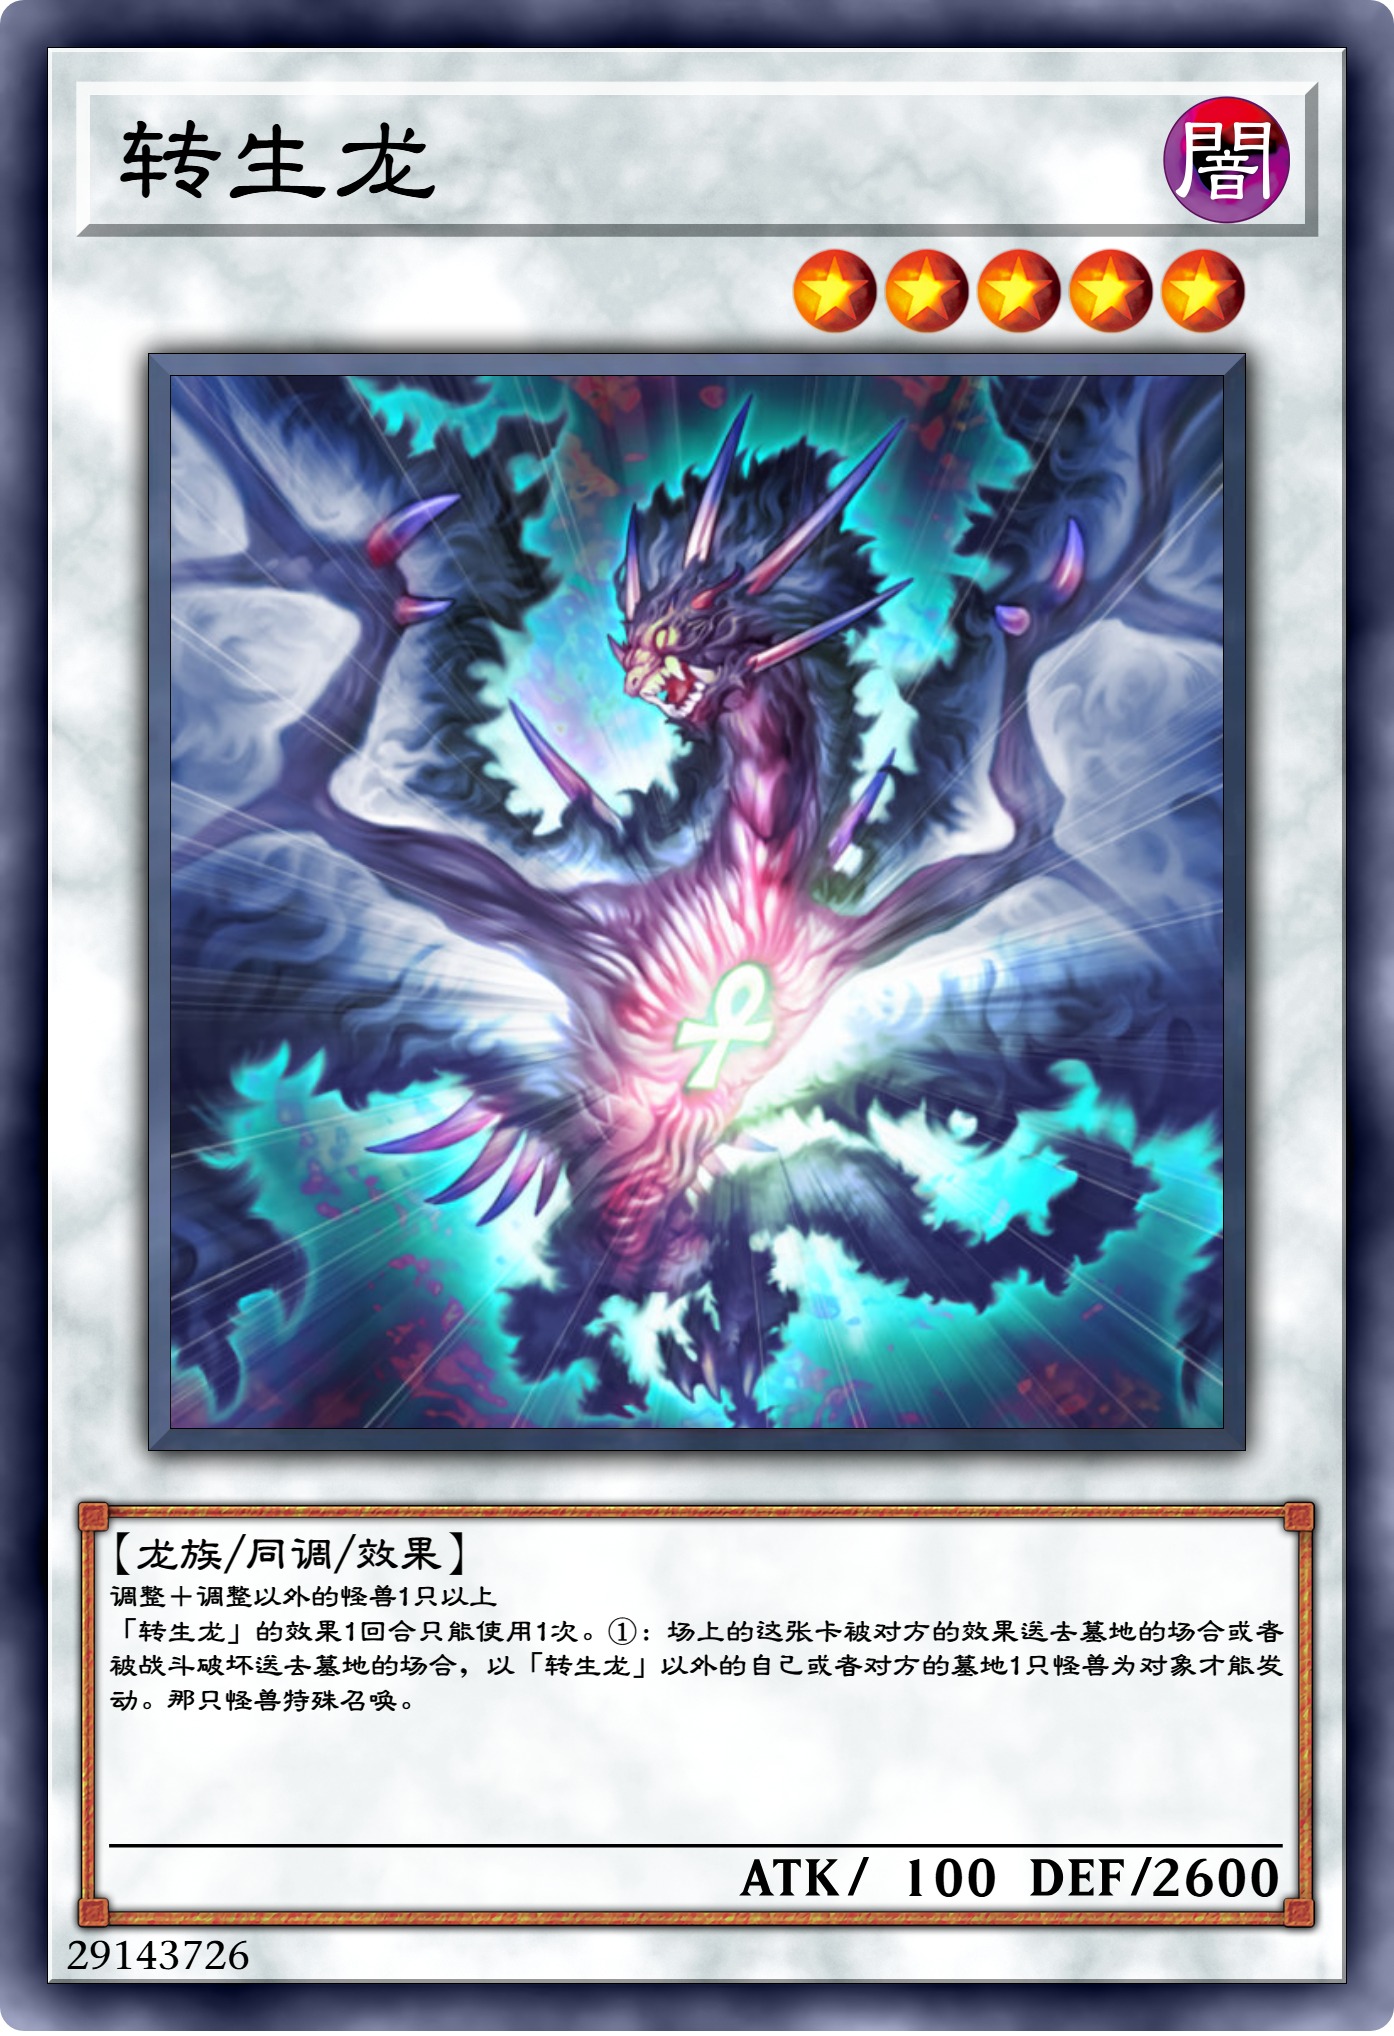 转生龙
闇
【龙族/同调/效果】
调整＋调整以外的怪兽1只以上
「转生龙」的效果1回合只能使用1次。①：场上的这张卡被对方的效果送去墓地的场合或者
被战斗破坏送去墓地的场合，以「转生龙」以外的自己或者对方的墓地1只怪兽为对象才能发
动。那只怪兽特殊召唤。
ATK/ 100 DEF/2600
29143726